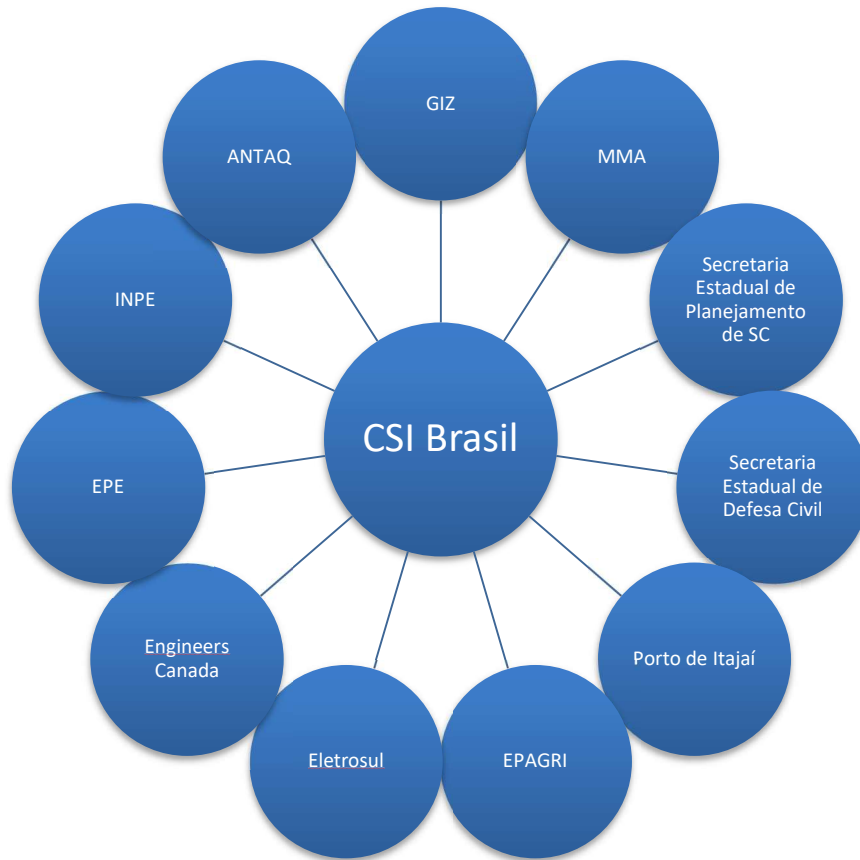 GIZ
MMA
Secretaria
Estadual de
Planejamento
de SC
Secretaria
Estadual de
Defesa Civil
Porto de Itajaí
EPAGRI
Eletrosul
Engineers
Canada
EPE
INPE
ANTAQ
CSI Brasil